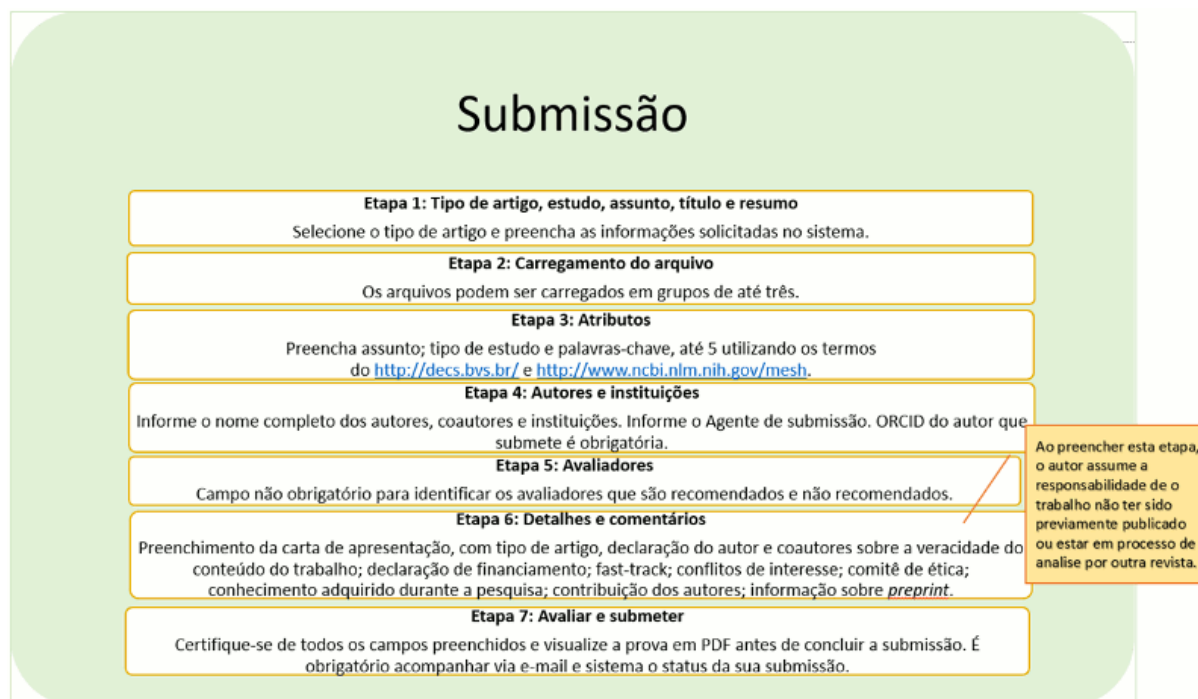 Submissão
Etapa 1: Tipo de artigo, estudo, assunto, título e resumo
Selecione o tipo de artigo e preencha as informações solicitadas no sistema.
Etapa 2: Carregamento do arquivo
Os arquivos podem ser carregados em grupos de até três.
Etapa 3: Atributos
Preencha assunto; tipo de estudo e palavras-chave, até 5 utilizando os termos
do http://decs.bvs.br/ e http://www.ncbi.nlm.nih.gov/mesh.
Etapa 4: Autores e instituições
Informe o nome completo dos autores, coautores e instituições. Informe o Agente de submissão. ORCID do autor que
submete é obrigatória.
Etapa 5: Avaliadores
Campo não obrigatório para identificar os avaliadores que são recomendados e não recomendados.
Etapa 6: Detalhes e comentários
Preenchimento da carta de apresentação, com tipo de artigo, declaração do autor e coautores sobre a veracidade do
conteúdo do trabalho; declaração de financiamento; fast-track; conflitos de interesse; comitê de ética;
conhecimento adquirido durante a pesquisa; contribuição dos autores; informação sobre preprint.
Ao preencher esta etapa,
o autor assume a
responsabilidade de o
trabalho não ter sido
previamente publicado
ou estar em processo de
analise por outra revista.
Etapa 7: Avaliar e submeter
Certifique-se de todos os campos preenchidos e visualize a prova em PDF antes de concluir a submissão. É
obrigatório acompanhar via e-mail e sistema o status da sua submissão.